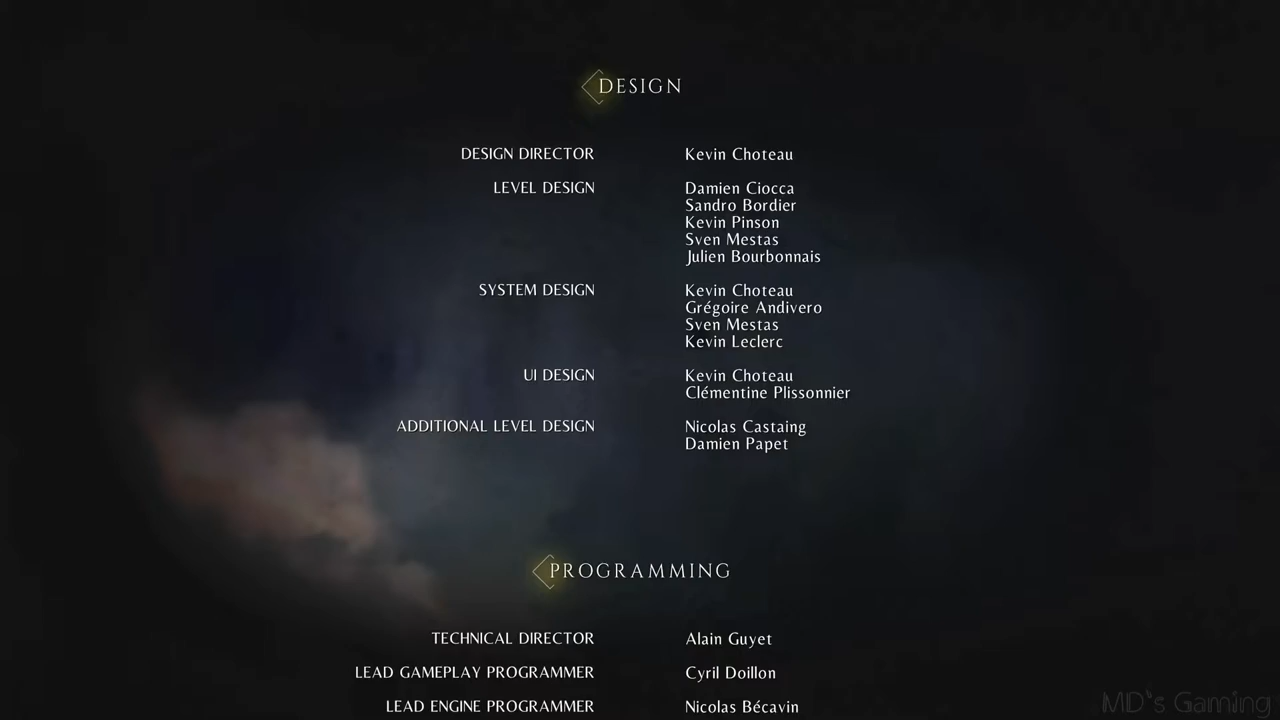 DESIGN
DESIGN DIRECTOR Kevin Choteau
LEVEL DESIGN Damien Ciocca
Sandro Bordier
Kevin Pinson
Sven Mestas
Julien Bourbonnais
SYSTEM DESIGN Kevin Choteau
Grégoire Andivero
Sven Mestas
Kevin Leclerc
UI DESIGN Kevin Choteau
Clémentine Plissonnier
ADDITIONAL LEVEL DESIGN Nicolas Castaing
Damien Papet
PROGRAMMING
TECHNICAL DIRECTOR Alain Guyet
LEAD GAMEPLAY PROGRAMMER Cyril Doillon
LEAD ENGINE PROGRAMMER Nicolas Bécavin
MD's Gaming